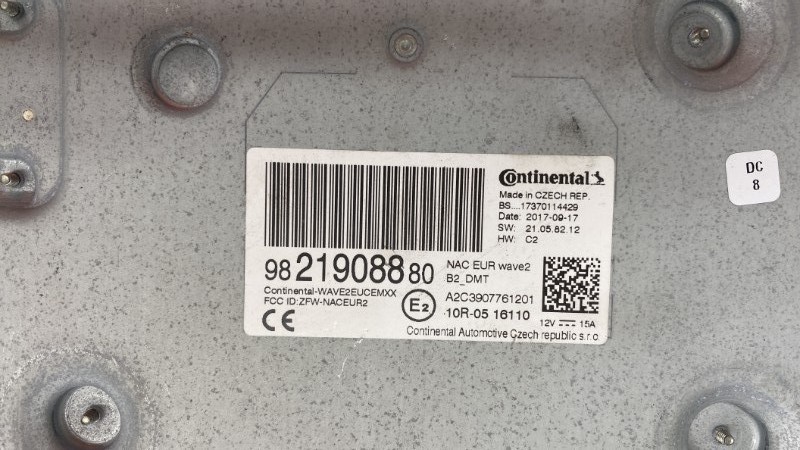 Continental
Made in CZECH REP.
BS....17370114429
Date: 2017-09-17
SW: 21.05.82.12
HW: C2
98 219088 80
NAC EUR wave2
B2_DMT
Continental-WAVE2EUCEMXX
FCC ID:ZFW-NACEUR2
CE
E2
A2C3907761201
10R-05 16110
12V 15A
Continental Automotive Czech republic s.r.o.
DC
8